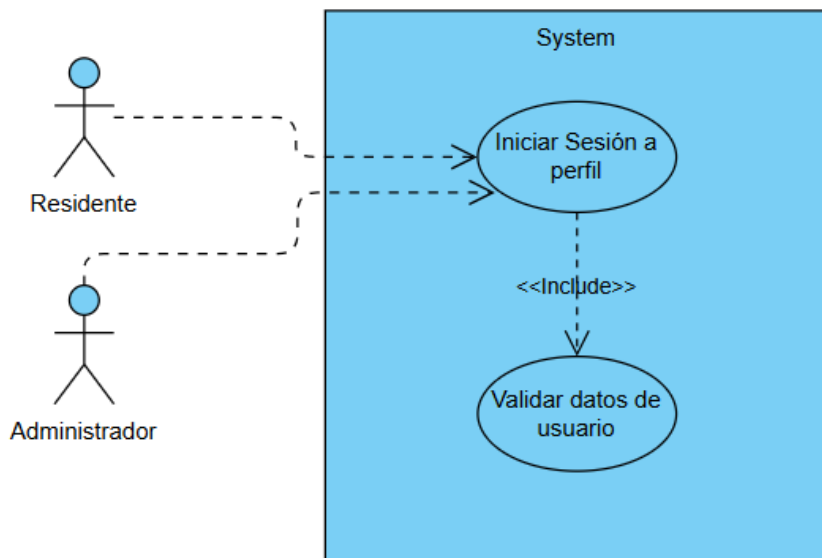 System
Iniciar Sesión a
perfil
Residente
<<Include>>
Validar datos de
usuario
Administrador